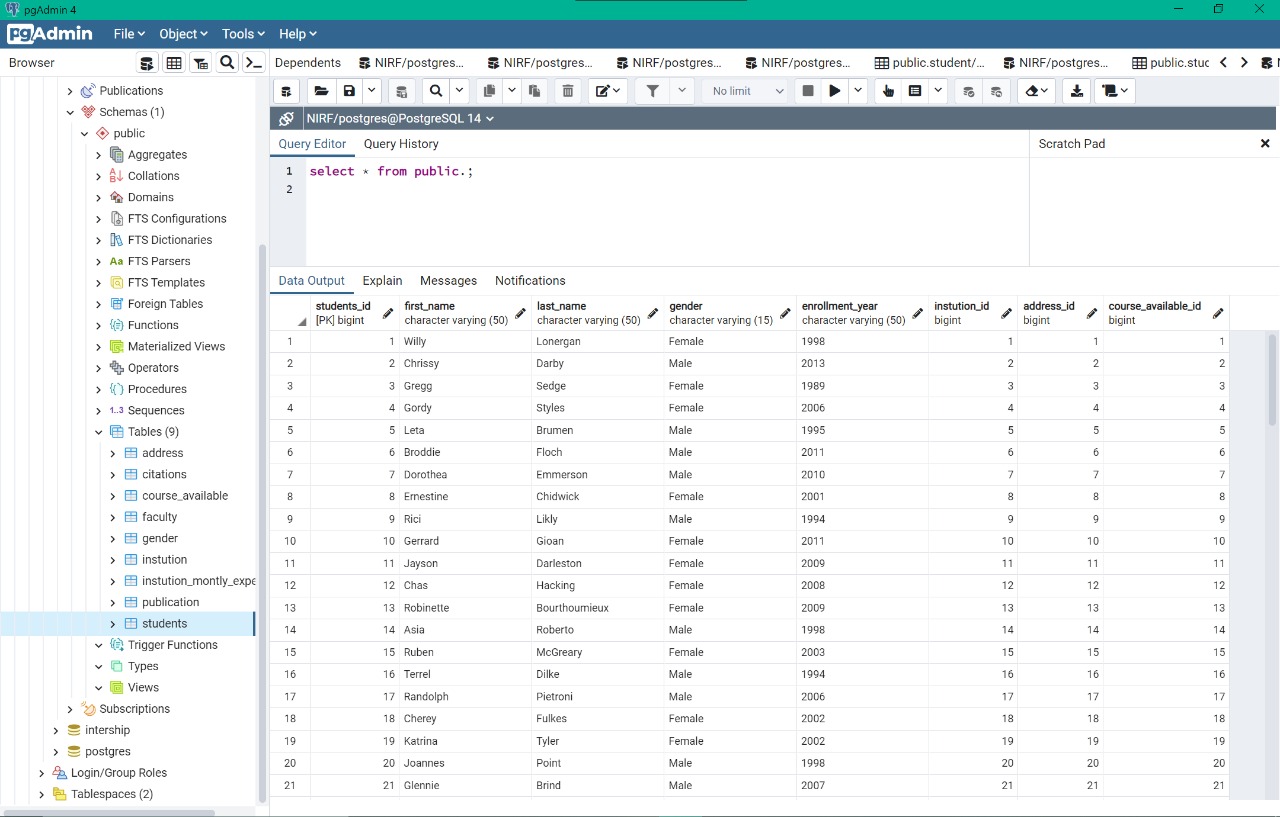 pgAdmin 4
pgAdmin File Object Tools Help
Browser
Dependents NIRF/postgres... NIRF/postgres... NIRF/postgres... NIRF/postgres... public.student/... NIRF/postgres... public.stuc
No limit
NIRF/postgres@PostgreSQL 14
Query Editor Query History
Scratch Pad
1 select * from public.;
2
Publications
Schemas (1)
public
Aggregates
Collations
Domains
FTS Configurations
FTS Dictionaries
Aa FTS Parsers
FTS Templates
Foreign Tables
Functions
Materialized Views
Operators
Procedures
1..3 Sequences
Tables (9)
address
citations
course_available
faculty
gender
instution
instution_montly_expe
publication
students
Trigger Functions
Types
Views
Subscriptions
intership
postgres
Login/Group Roles
Tablespaces (2)
Data Output Explain Messages Notifications
students_id first_name last_name gender enrollment_year instution_id address_id course_available_id
[PK] bigint character varying (50) character varying (50) character varying (15) character varying (50) bigint bigint bigint
1 1 Willy Lonergan Female 1998 1 1 1
2 2 Chrissy Darby Male 2013 2 2 2
3 3 Gregg Sedge Female 1989 3 3 3
4 4 Gordy Styles Female 2006 4 4 4
5 5 Leta Brumen Male 1995 5 5 5
6 6 Broddie Floch Male 2011 6 6 6
7 7 Dorothea Emmerson Male 2010 7 7 7
8 8 Ernestine Chidwick Female 2001 8 8 8
9 9 Rici Likly Male 1994 9 9 9
10 10 Gerrard Gioan Female 2011 10 10 10
11 11 Jayson Darleston Female 2009 11 11 11
12 12 Chas Hacking Female 2008 12 12 12
13 13 Robinette Bourthoumieux Female 2009 13 13 13
14 14 Asia Roberto Male 1998 14 14 14
15 15 Ruben McGreary Female 2003 15 15 15
16 16 Terrel Dilke Male 1994 16 16 16
17 17 Randolph Pietroni Male 2006 17 17 17
18 18 Cherey Fulkes Female 2002 18 18 18
19 19 Katrina Tyler Female 2002 19 19 19
20 20 Joannes Point Male 1998 20 20 20
21 21 Glennie Brind Male 2007 21 21 21